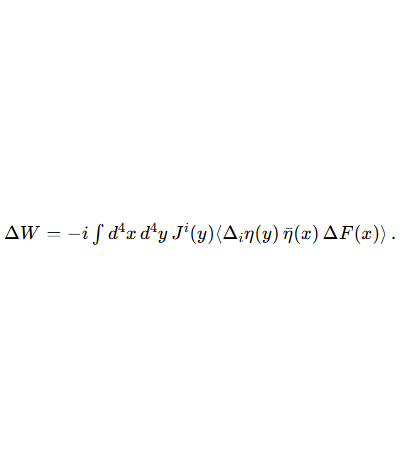 ΔW = −i ∫ d⁴x d⁴y Jⁱ(y)⟨Δᵢη(y) η̄(x) ΔF(x)⟩ .